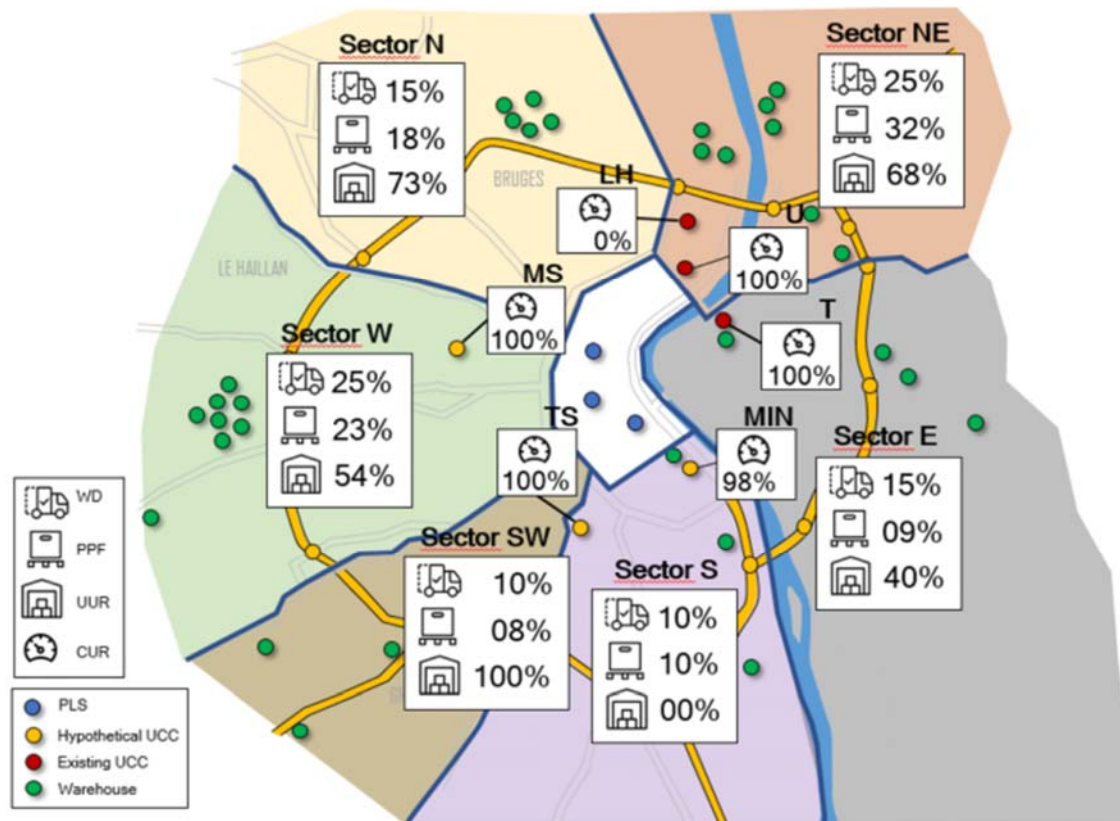 Sector N
15%
18%
73%
Sector NE
25%
32%
68%
BRUGES
LH
0%
U
100%
LE HAILLAN
MS
100%
T
100%
Sector W
25%
23%
54%
TS
100%
MIN
98%
Sector E
15%
09%
40%
Sector SW
10%
08%
100%
Sector S
10%
10%
00%
WD
PPF
UUR
CUR
PLS
Hypothetical UCC
Existing UCC
Warehouse